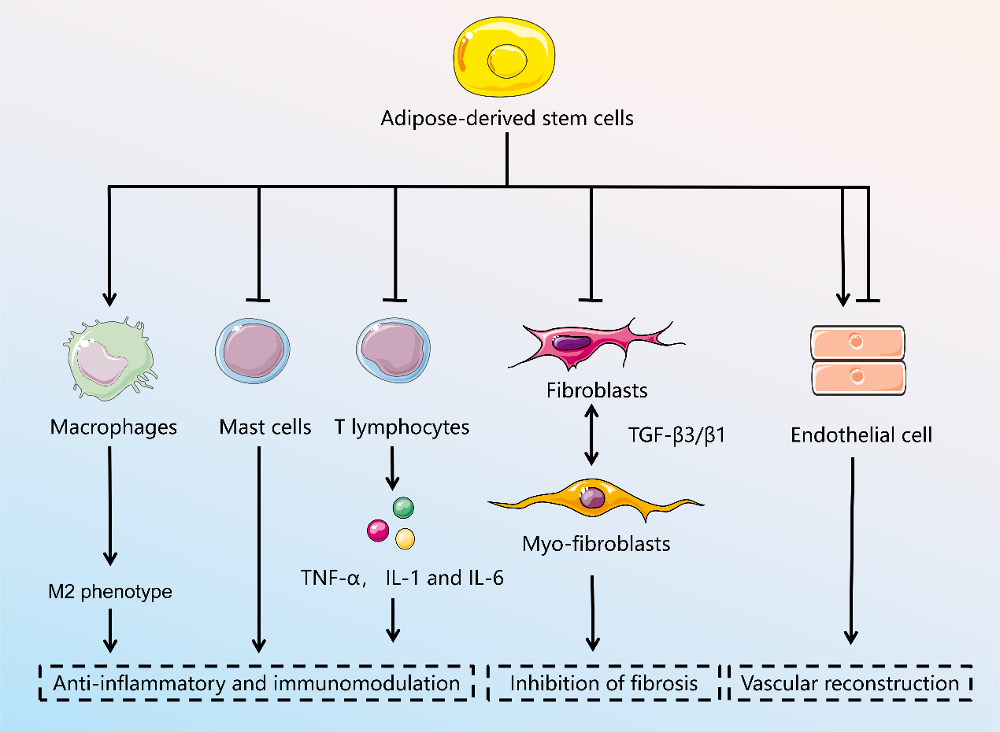 Adipose-derived stem cells
Macrophages
Mast cells
T lymphocytes
Fibroblasts
TGF-β3/β1
Endothelial cell
Myo-fibroblasts
TNF-α， IL-1 and IL-6
M2 phenotype
Anti-inflammatory and immunomodulation
Inhibition of fibrosis
Vascular reconstruction